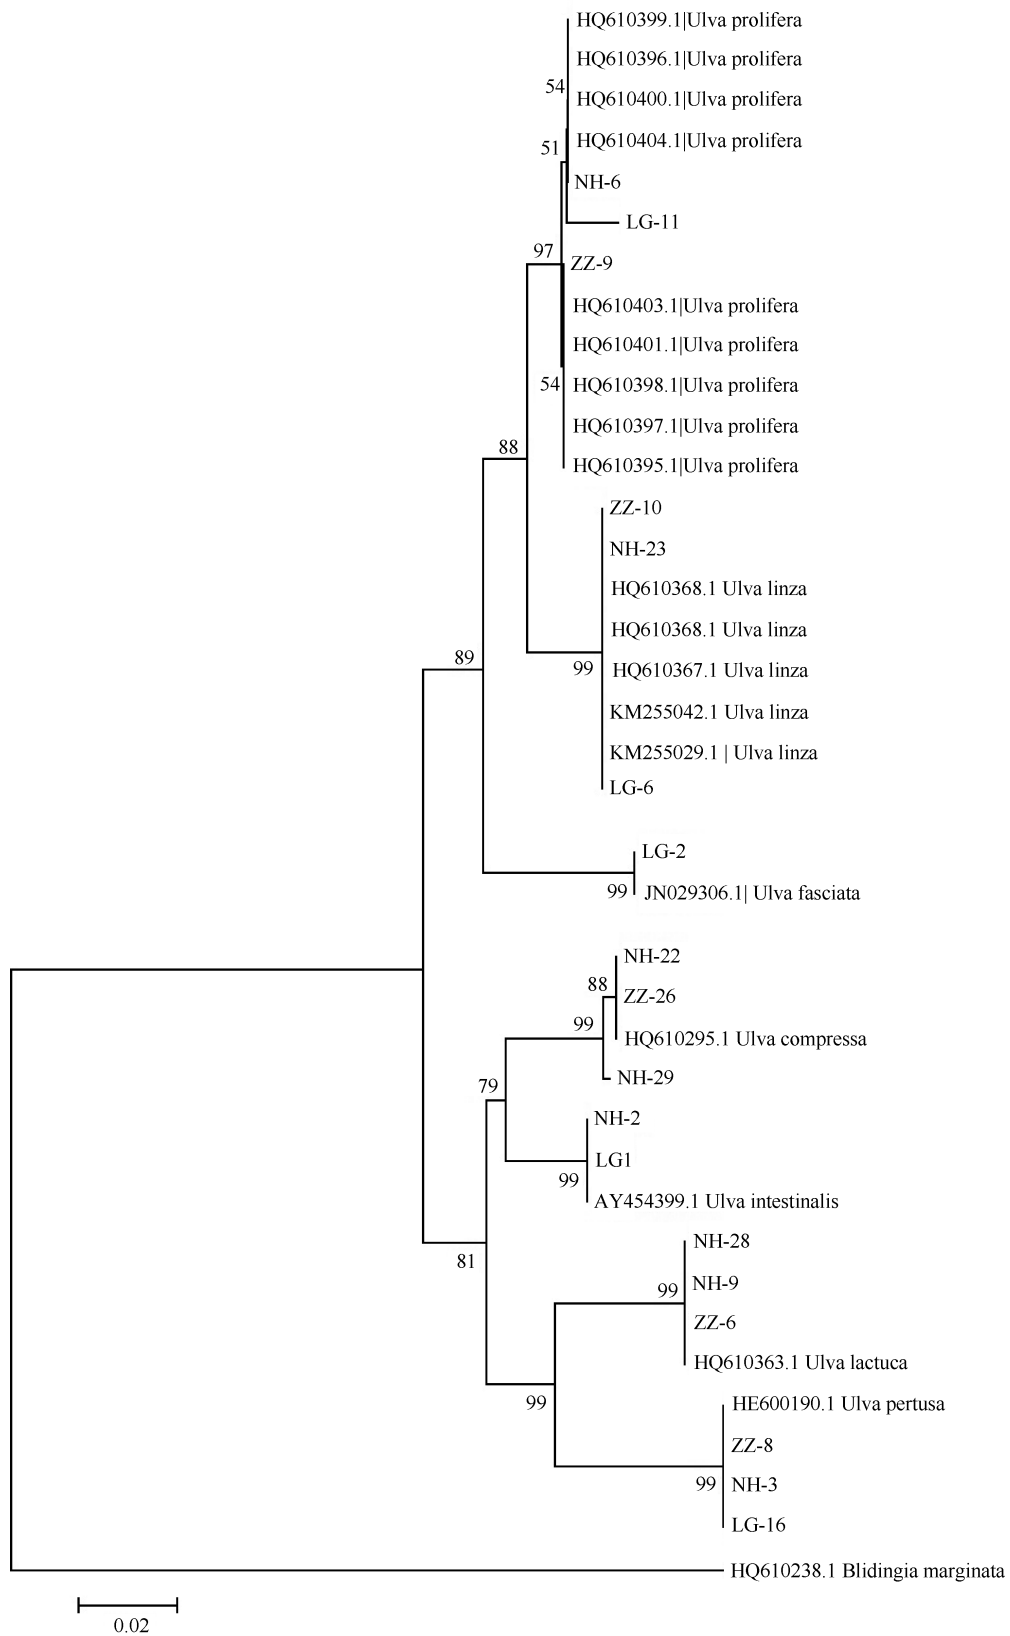 HQ610399.1|Ulva prolifera
HQ610396.1|Ulva prolifera
54
HQ610400.1|Ulva prolifera
HQ610404.1|Ulva prolifera
51
NH-6
LG-11
97
ZZ-9
HQ610403.1|Ulva prolifera
HQ610401.1|Ulva prolifera
54
HQ610398.1|Ulva prolifera
HQ610397.1|Ulva prolifera
88
HQ610395.1|Ulva prolifera
ZZ-10
NH-23
HQ610368.1 Ulva linza
HQ610368.1 Ulva linza
89
99
HQ610367.1 Ulva linza
KM255042.1 Ulva linza
KM255029.1 | Ulva linza
LG-6
LG-2
99
JN029306.1| Ulva fasciata
NH-22
88
ZZ-26
99
HQ610295.1 Ulva compressa
NH-29
79
NH-2
LG1
99
AY454399.1 Ulva intestinalis
NH-28
81
NH-9
99
ZZ-6
HQ610363.1 Ulva lactuca
99
HE600190.1 Ulva pertusa
ZZ-8
99
NH-3
LG-16
HQ610238.1 Blidingia marginata
0.02